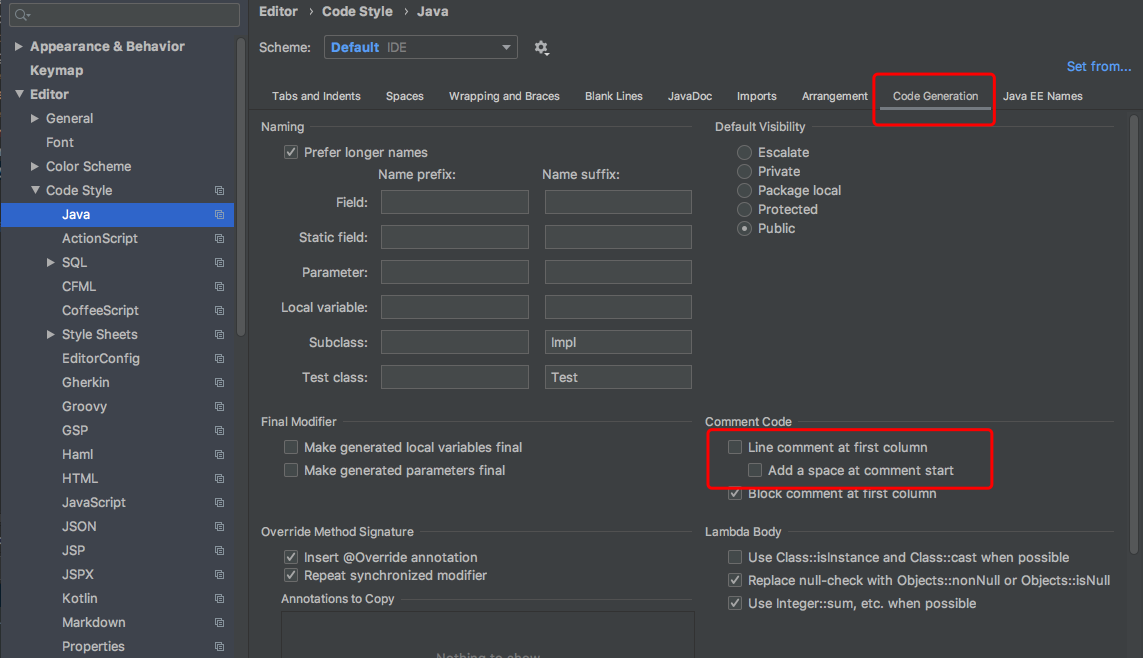 Editor › Code Style › Java
Scheme: Default IDE
Set from...
Appearance & Behavior
Keymap
Editor
General
Font
Color Scheme
Code Style
Java
ActionScript
SQL
CFML
CoffeeScript
Style Sheets
EditorConfig
Gherkin
Groovy
GSP
Haml
HTML
JavaScript
JSON
JSP
JSPX
Kotlin
Markdown
Properties
Tabs and Indents Spaces Wrapping and Braces Blank Lines JavaDoc Imports Arrangement Code Generation Java EE Names
Naming
Prefer longer names
Name prefix: Name suffix:
Field:
Static field:
Parameter:
Local variable:
Subclass: Impl
Test class: Test
Default Visibility
Escalate
Private
Package local
Protected
Public
Final Modifier
Make generated local variables final
Make generated parameters final
Comment Code
Line comment at first column
Add a space at comment start
Block comment at first column
Override Method Signature
Insert @Override annotation
Repeat synchronized modifier
Annotations to Copy
Nothing to show
Lambda Body
Use Class::isInstance and Class::cast when possible
Replace null-check with Objects::nonNull or Objects::isNull
Use Integer::sum, etc. when possible